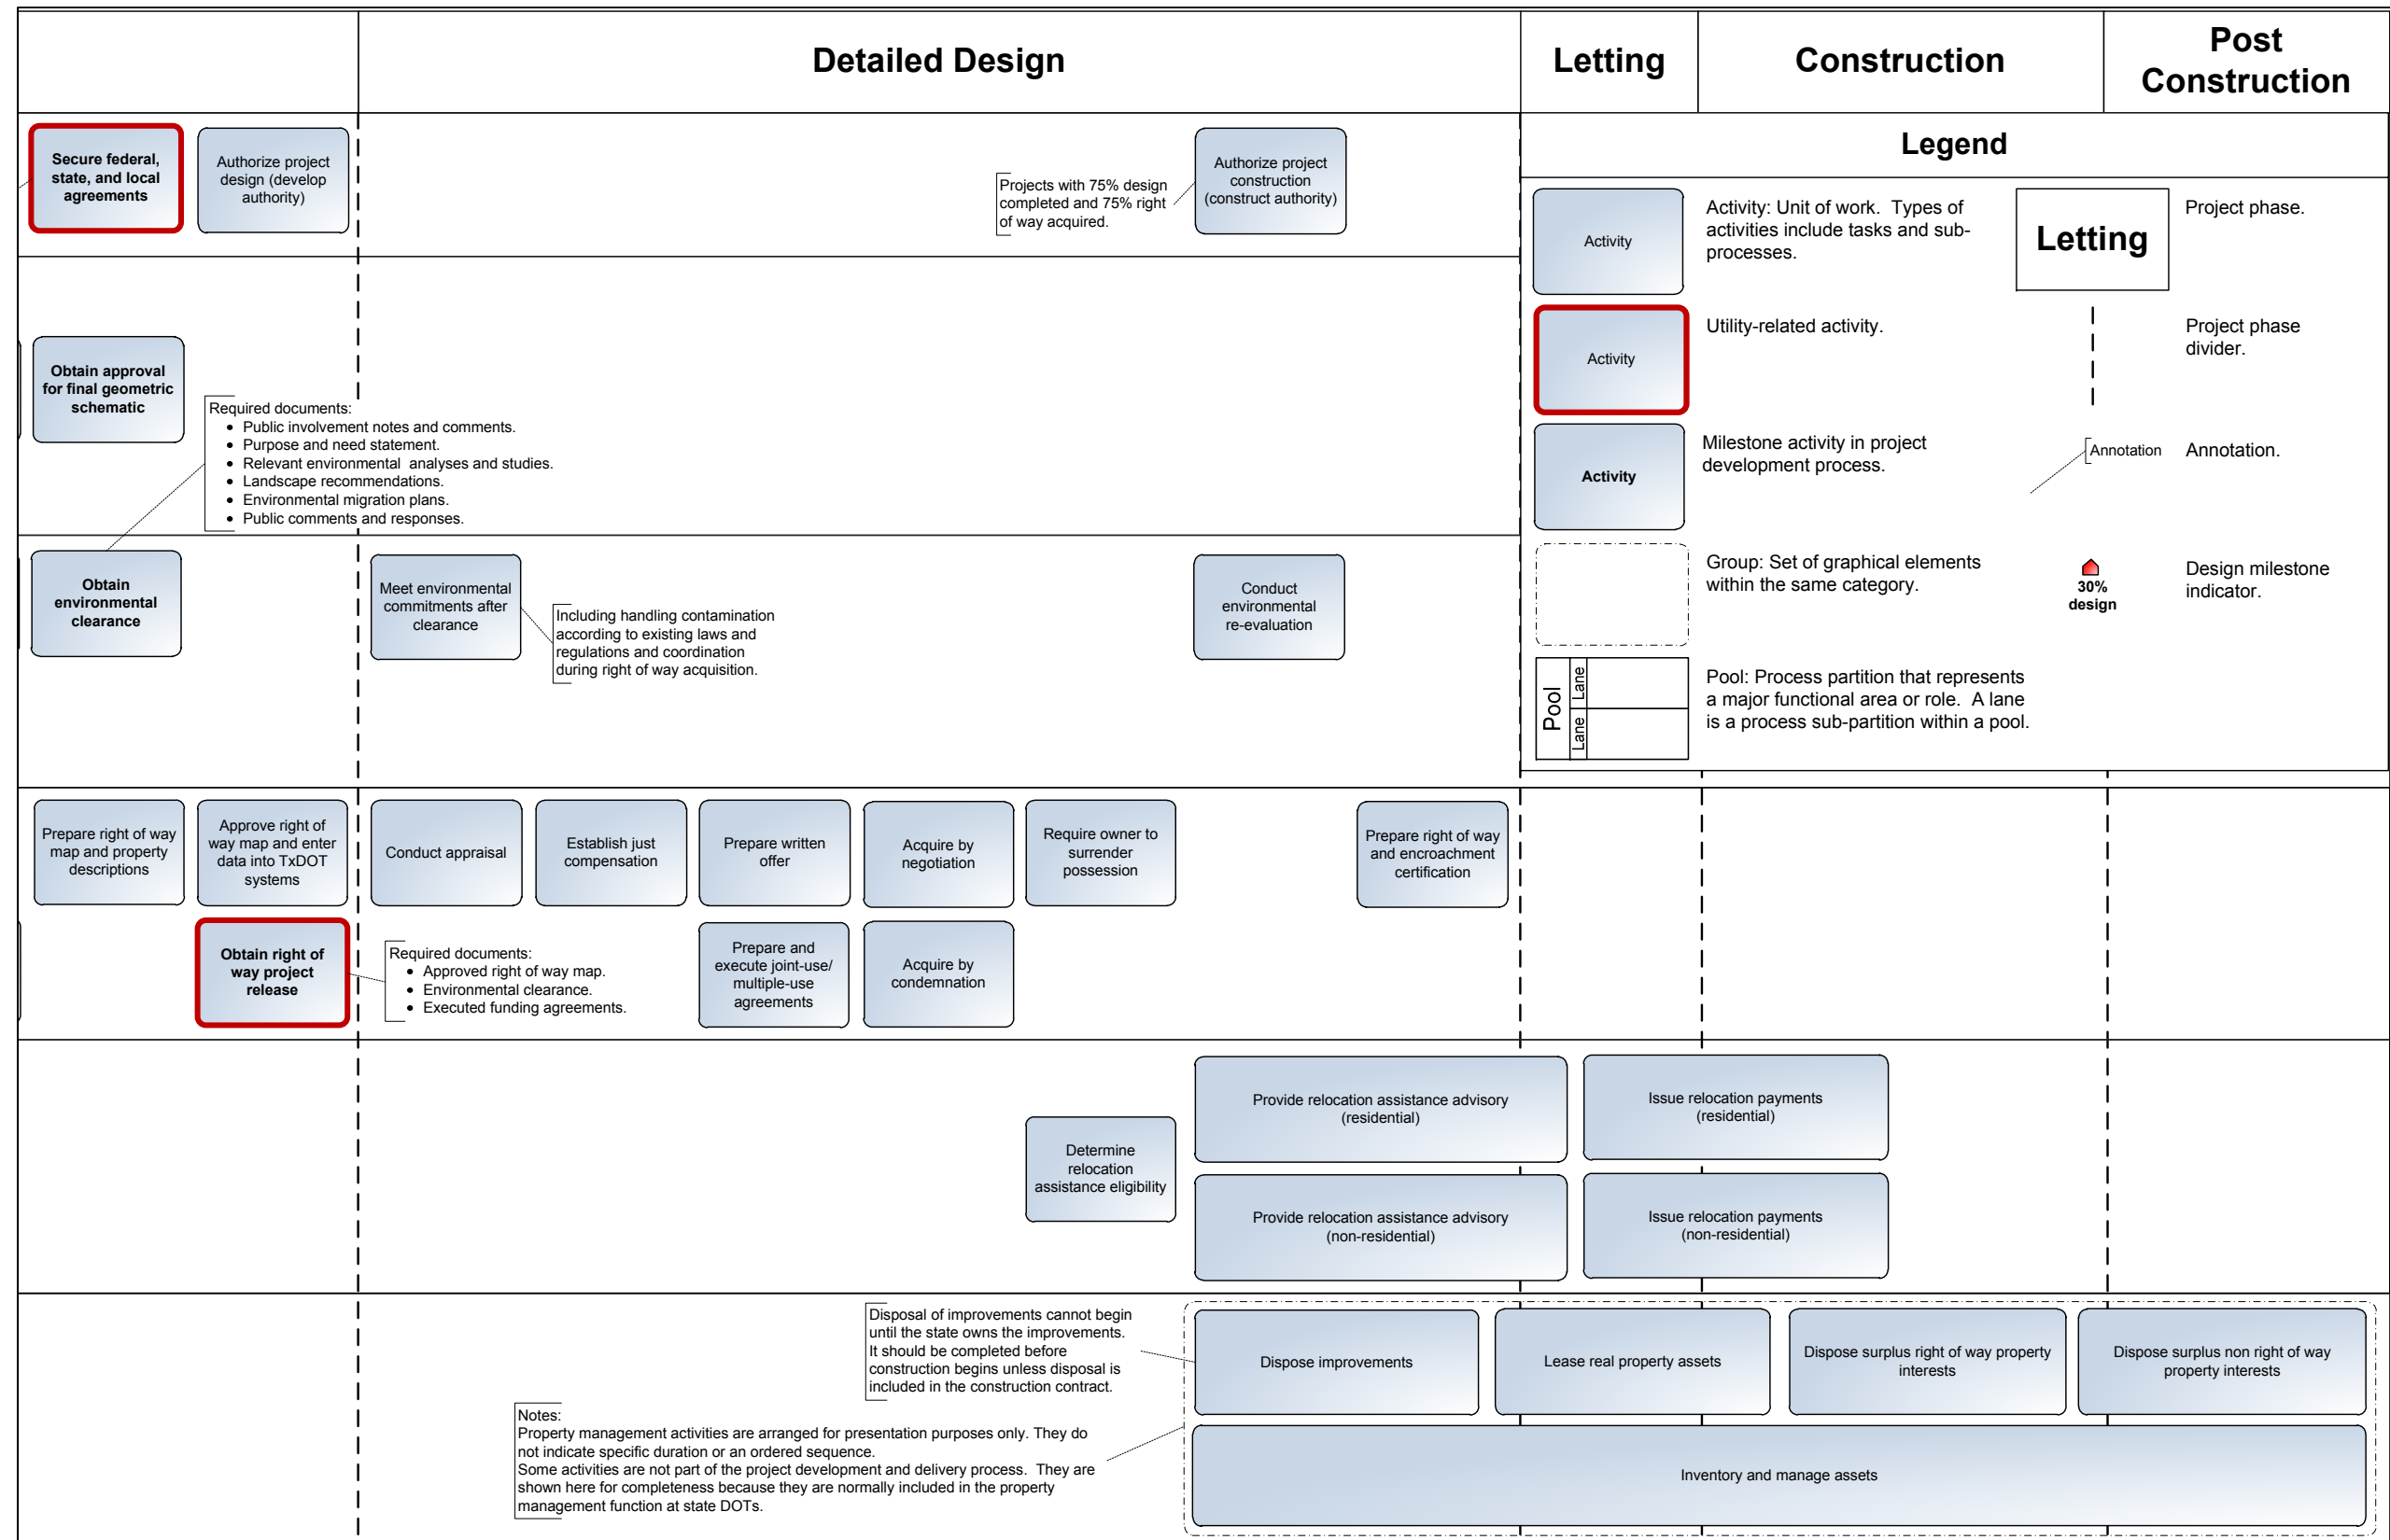 Detailed Design
Letting
Construction
Post
Construction
Secure federal,
state, and local
agreements
Authorize project
design (develop
authority)
Projects with 75% design
completed and 75% right
of way acquired.
Authorize project
construction
(construct authority)
Legend
Activity
Activity: Unit of work.  Types of
activities include tasks and sub-
processes.
Letting
Project phase.
Activity
Utility-related activity.
Project phase
divider.
Activity
Milestone activity in project
development process.
Annotation
Annotation.
Group: Set of graphical elements
within the same category.
30%
design
Design milestone
indicator.
Pool
Lane
Lane
Pool: Process partition that represents
a major functional area or role.  A lane
is a process sub-partition within a pool.
Obtain approval
for final geometric
schematic
Required documents:
• Public involvement notes and comments.
• Purpose and need statement.
• Relevant environmental  analyses and studies.
• Landscape recommendations.
• Environmental migration plans.
• Public comments and responses.
Obtain
environmental
clearance
Meet environmental
commitments after
clearance
Including handling contamination
according to existing laws and
regulations and coordination
during right of way acquisition.
Conduct
environmental
re-evaluation
Prepare right of way
map and property
descriptions
Approve right of
way map and enter
data into TxDOT
systems
Conduct appraisal
Establish just
compensation
Prepare written
offer
Acquire by
negotiation
Require owner to
surrender
possession
Prepare right of way
and encroachment
certification
Obtain right of
way project
release
Required documents:
• Approved right of way map.
• Environmental clearance.
• Executed funding agreements.
Prepare and
execute joint-use/
multiple-use
agreements
Acquire by
condemnation
Determine
relocation
assistance eligibility
Provide relocation assistance advisory
(residential)
Issue relocation payments
(residential)
Provide relocation assistance advisory
(non-residential)
Issue relocation payments
(non-residential)
Disposal of improvements cannot begin
until the state owns the improvements.
It should be completed before
construction begins unless disposal is
included in the construction contract.
Dispose improvements
Lease real property assets
Dispose surplus right of way property
interests
Dispose surplus non right of way
property interests
Notes:
Property management activities are arranged for presentation purposes only. They do
not indicate specific duration or an ordered sequence.
Some activities are not part of the project development and delivery process.  They are
shown here for completeness because they are normally included in the property
management function at state DOTs.
Inventory and manage assets